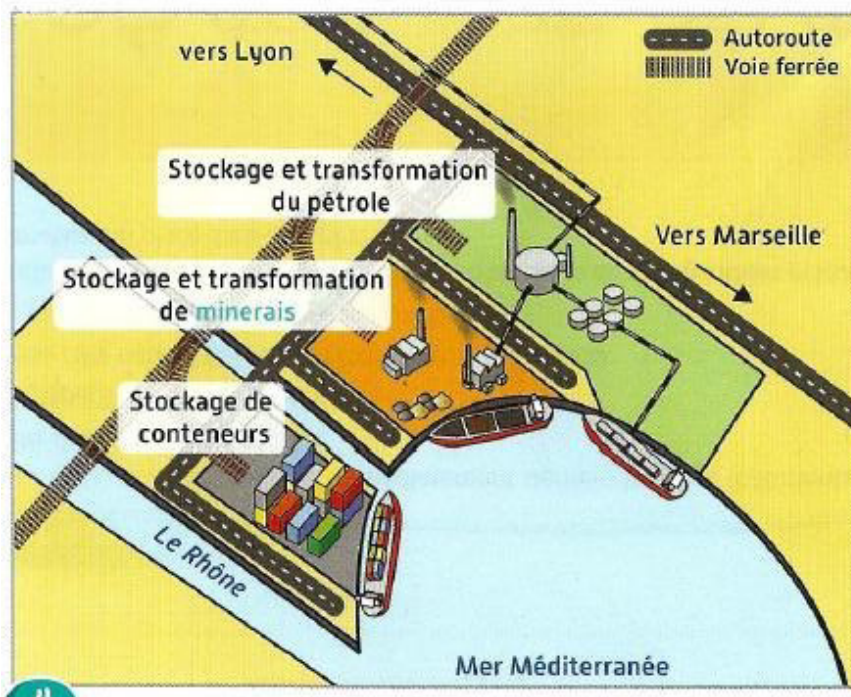 vers Lyon
Autoroute
Voie ferrée
Stockage et transformation
du pétrole
Vers Marseille
Stockage et transformation
de minerais
Stockage de
conteneurs
Le Rhône
Mer Méditerranée